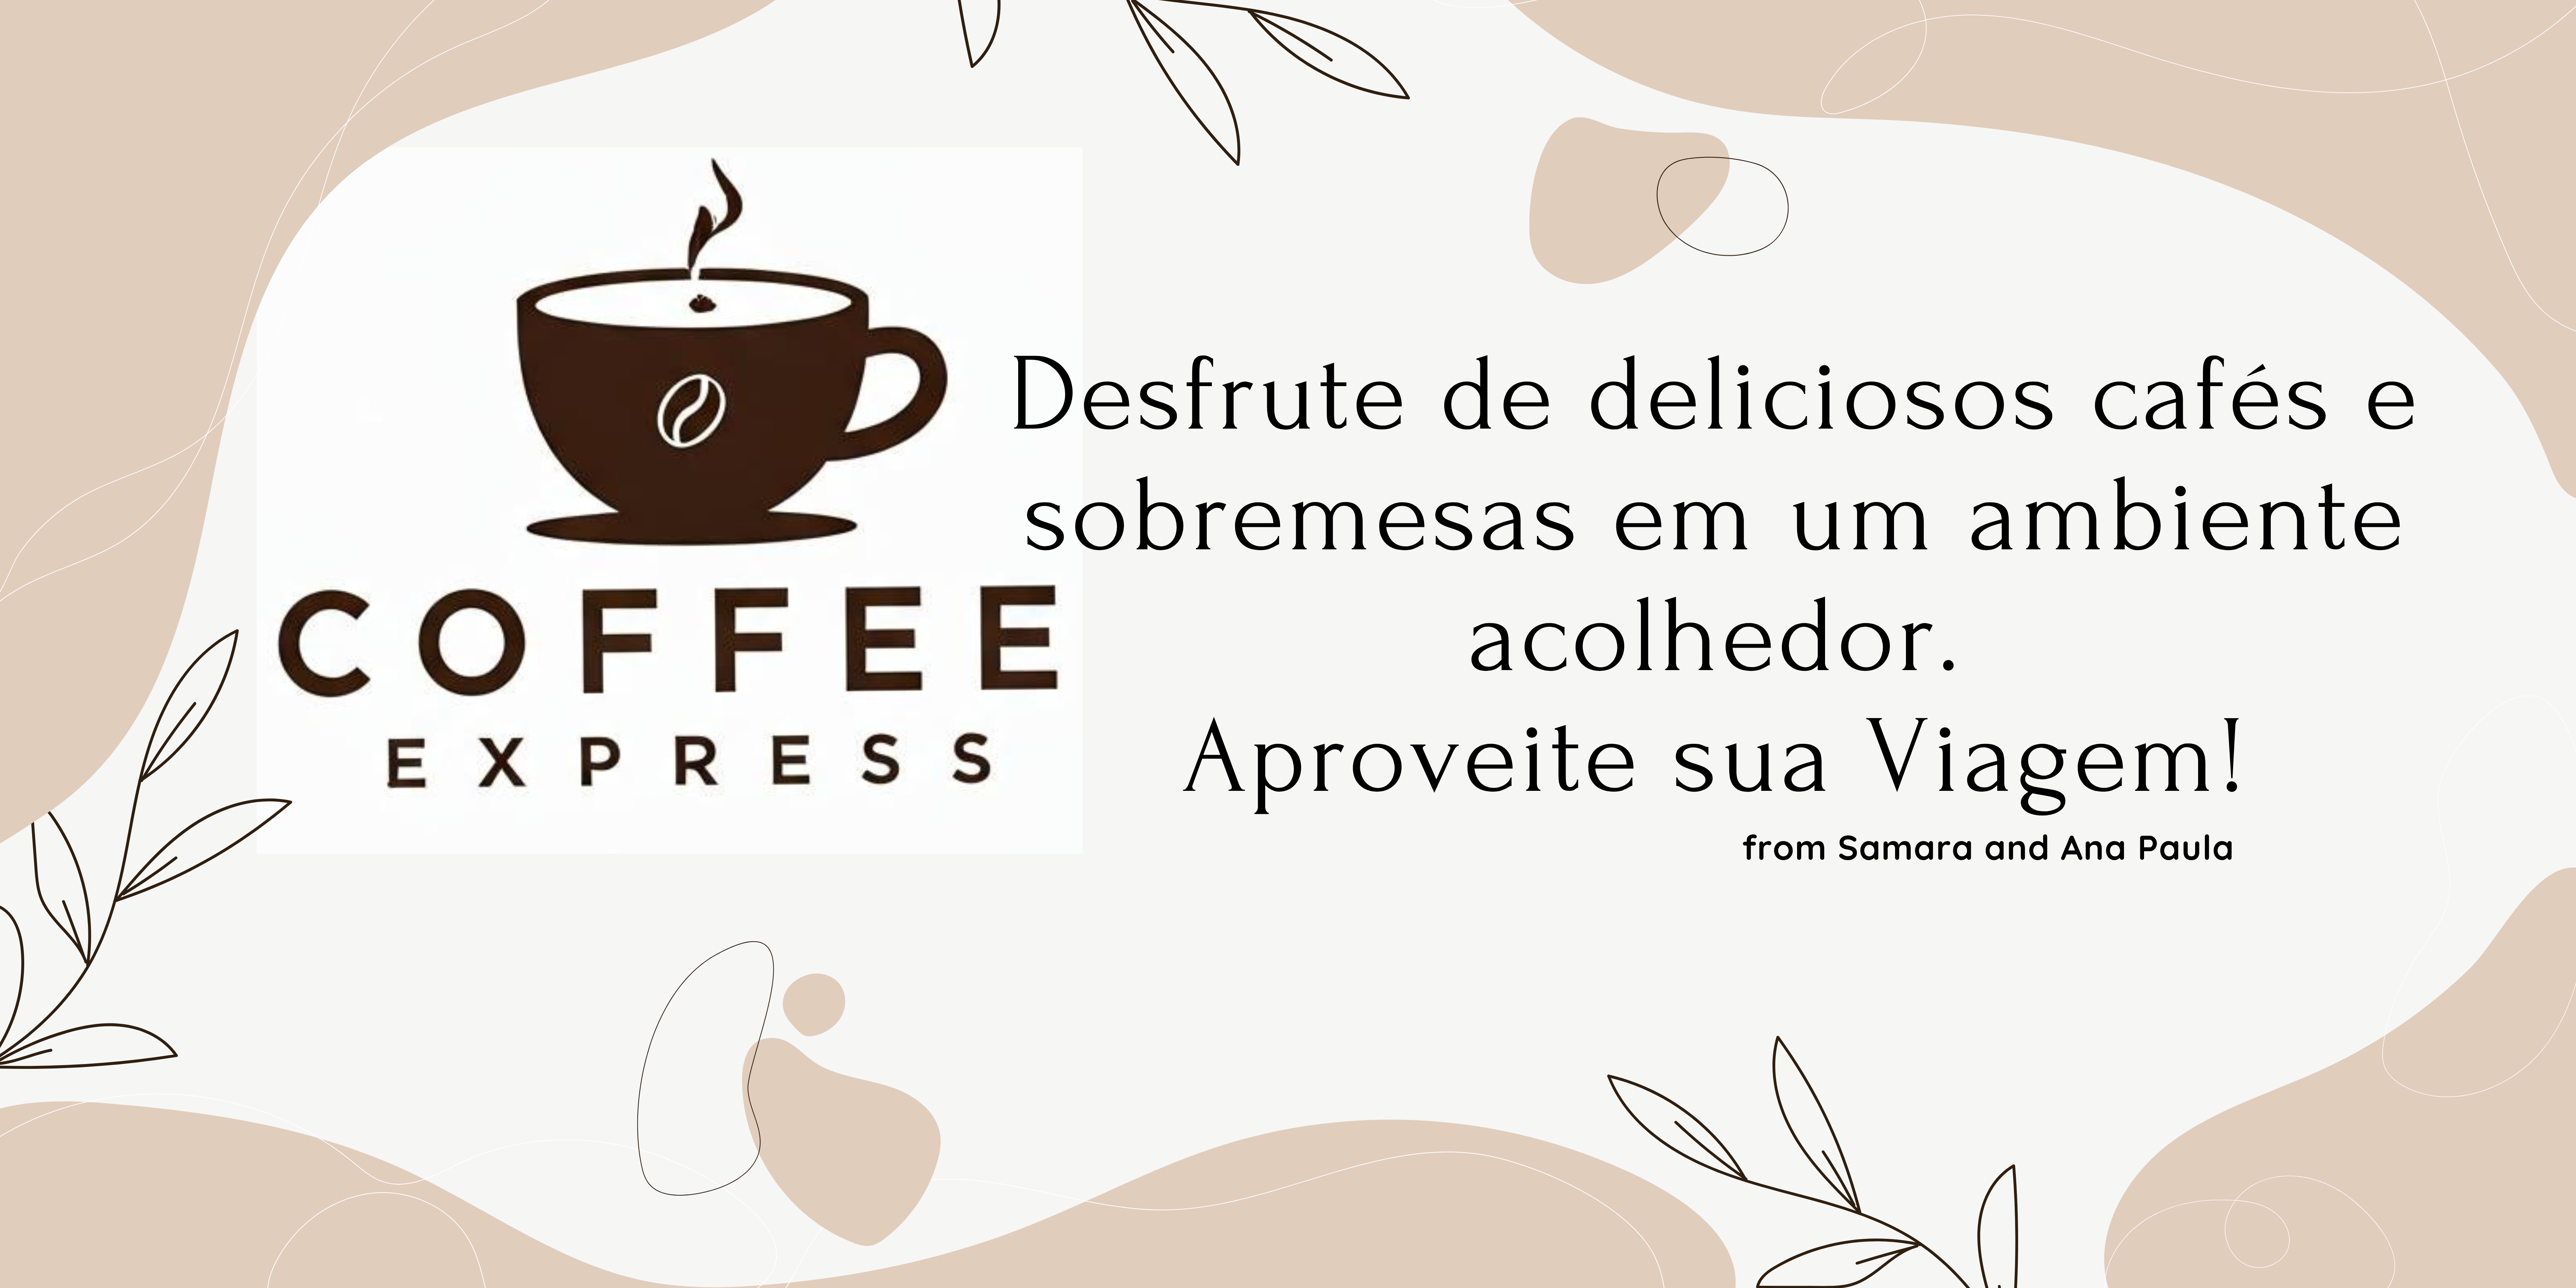 COFFEE
EXPRESS
Desfrute de deliciosos cafés e
sobremesas em um ambiente
acolhedor.
Aproveite sua Viagem!
from Samara and Ana Paula